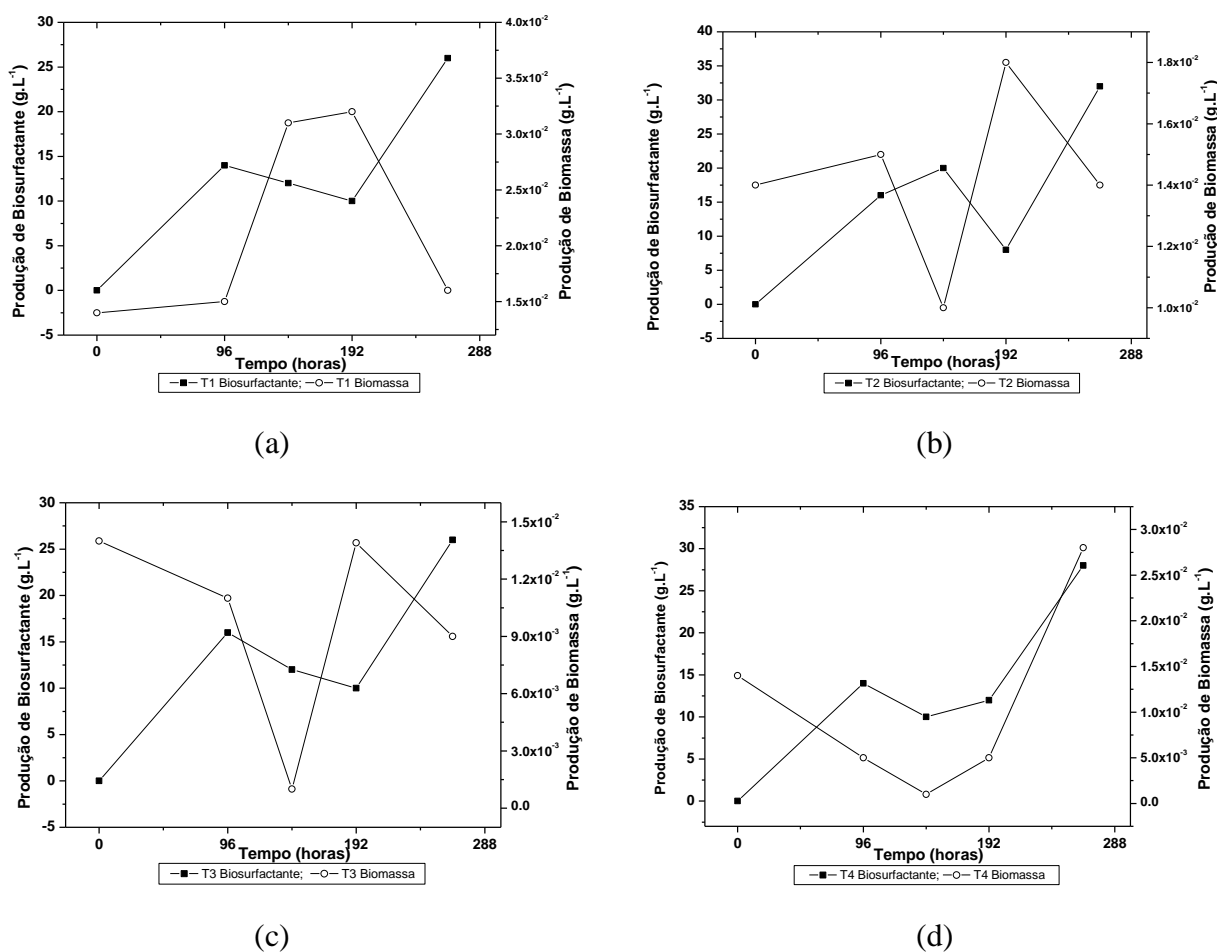 30
25
20
15
10
5
0
-5
Produção de Biosurfactante (g.L⁻¹)
4.0x10⁻²
3.5x10⁻²
3.0x10⁻²
2.5x10⁻²
2.0x10⁻²
1.5x10⁻²
Produção de Biomassa (g.L⁻¹)
0 96 192 288
Tempo (horas)
T1 Biosurfactante; T1 Biomassa
(a)
40
35
30
25
20
15
10
5
0
-5
Produção de Biosurfactante (g.L⁻¹)
1.8x10⁻²
1.6x10⁻²
1.4x10⁻²
1.2x10⁻²
1.0x10⁻²
Produção de Biomassa (g.L⁻¹)
0 96 192 288
Tempo (horas)
T2 Biosurfactante; T2 Biomassa
(b)
30
25
20
15
10
5
0
-5
Produção de Biosurfactante (g.L⁻¹)
1.5x10⁻²
1.2x10⁻²
9.0x10⁻³
6.0x10⁻³
3.0x10⁻³
0.0
Produção de Biomassa (g.L⁻¹)
0 96 192 288
Tempo (horas)
T3 Biosurfactante; T3 Biomassa
(c)
35
30
25
20
15
10
5
0
Produção de Biosurfactante (g.L⁻¹)
3.0x10⁻²
2.5x10⁻²
2.0x10⁻²
1.5x10⁻²
1.0x10⁻²
5.0x10⁻³
0.0
Produção de Biomassa (g.L⁻¹)
0 96 192 288
Tempo (horas)
T4 Biosurfactante; T4 Biomassa
(d)